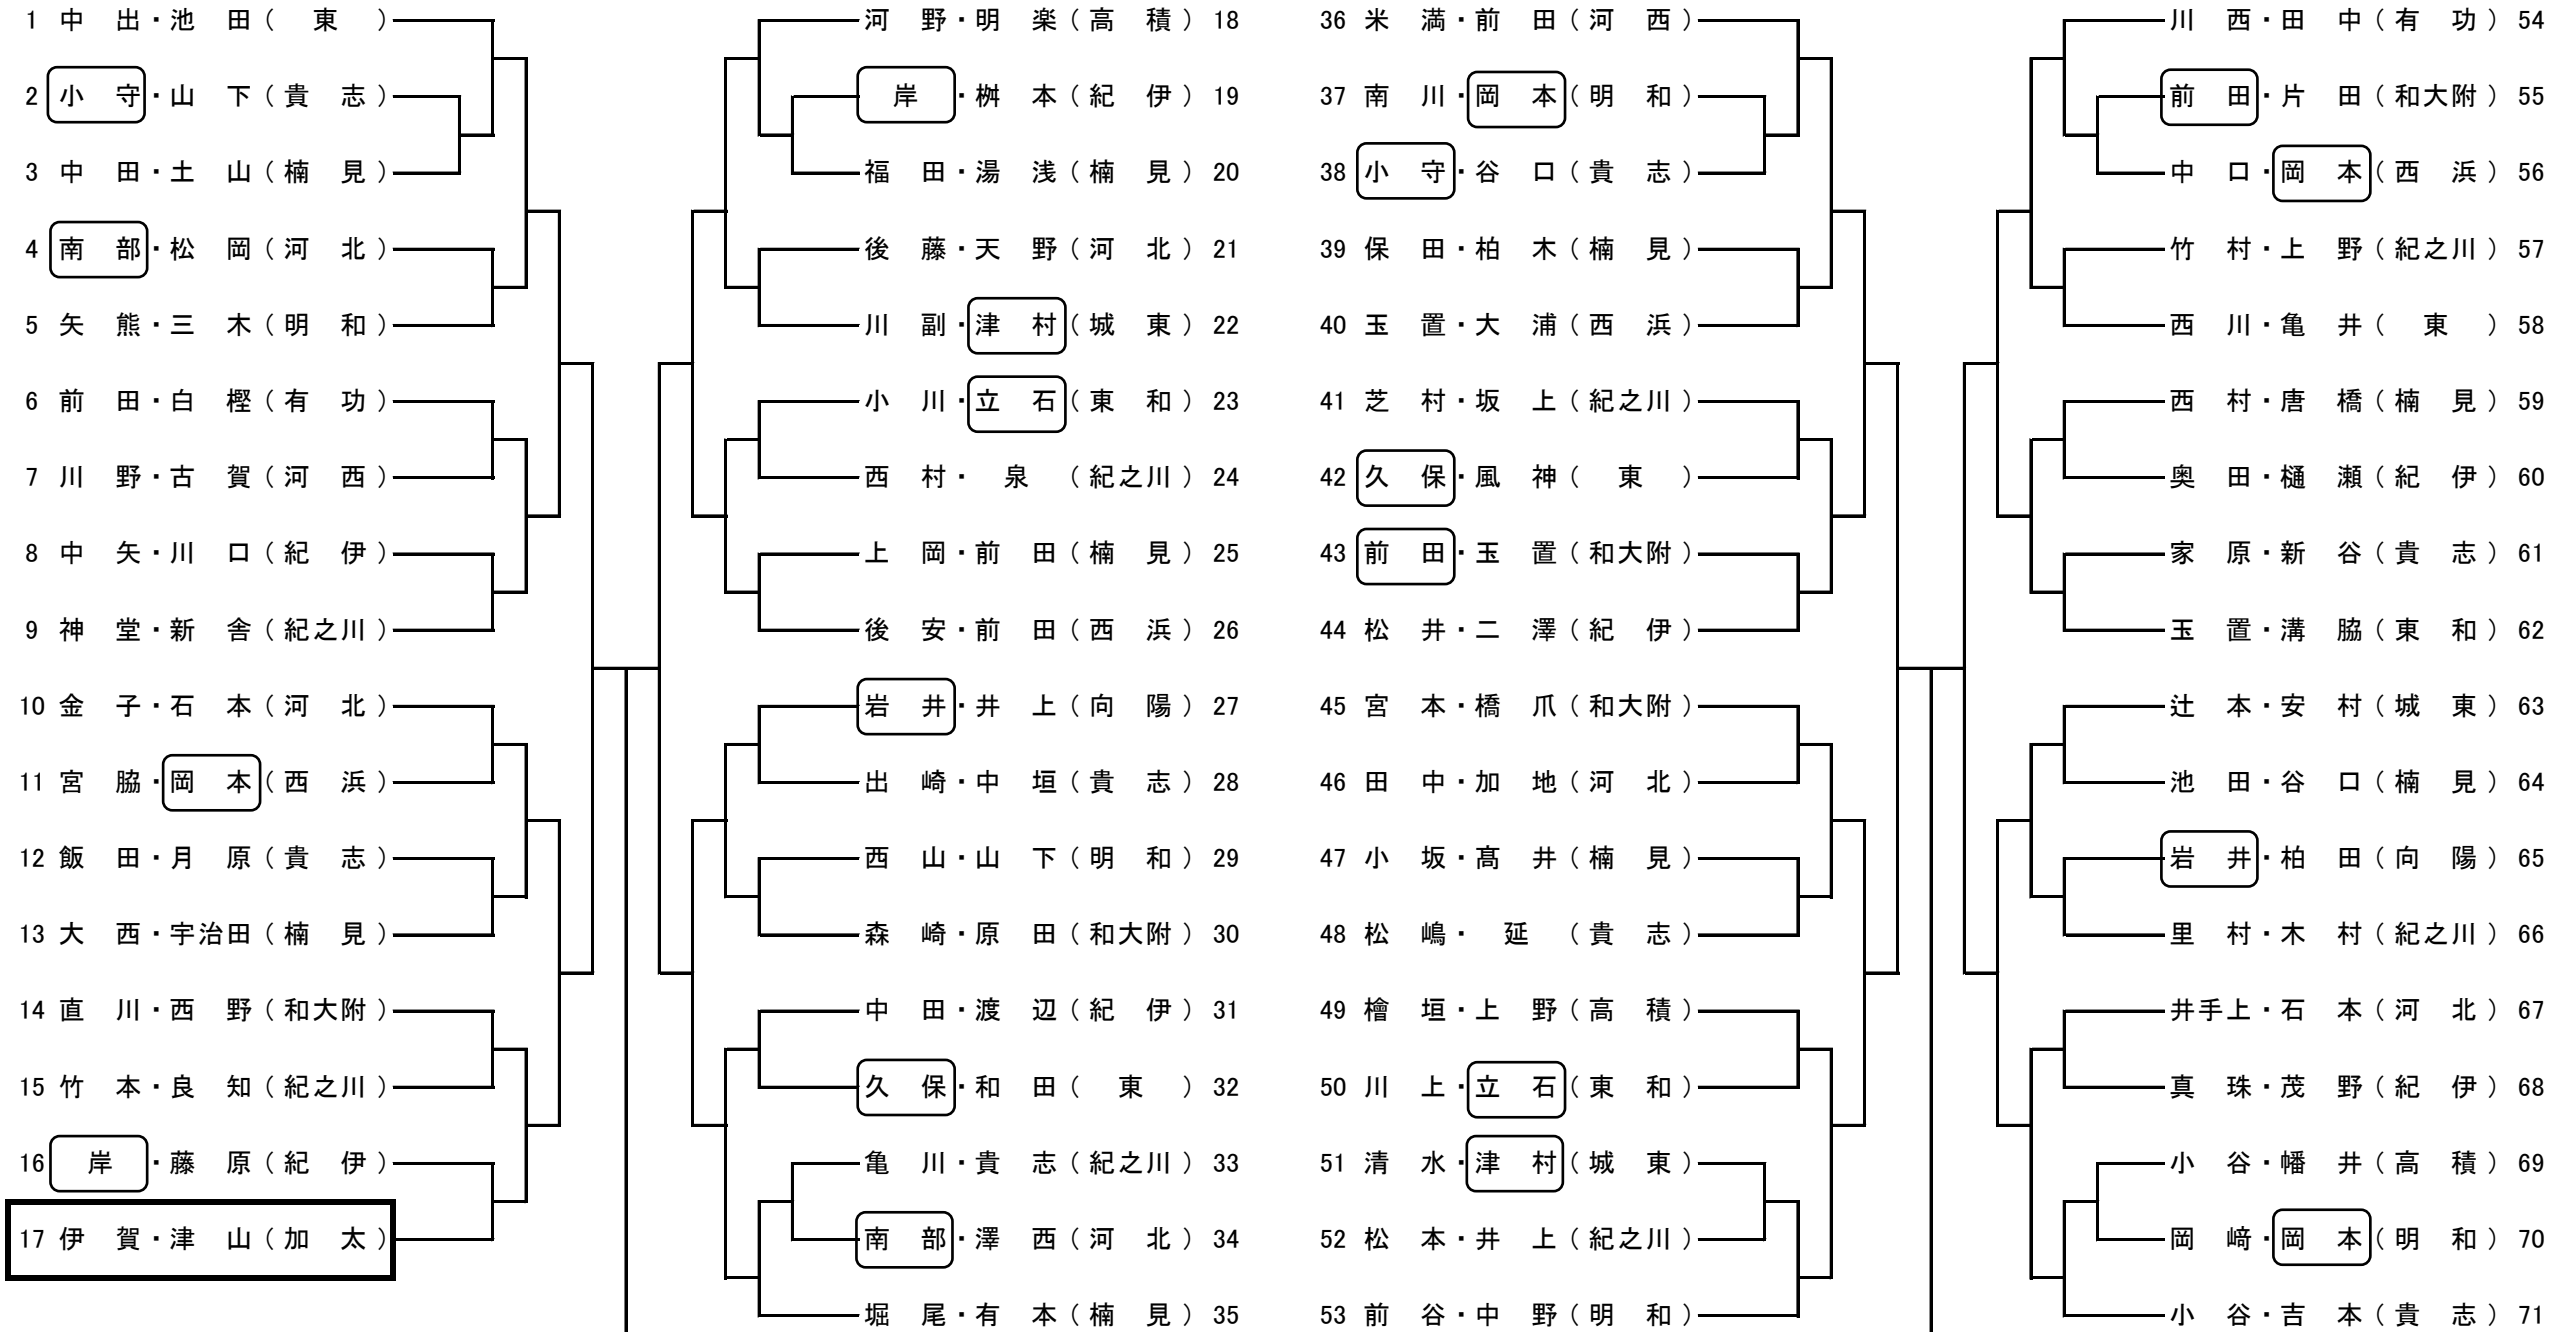 1 中出・池田（東）
2 小守・山下（貴志）
3 中田・土山（楠見）
4 南部・松岡（河北）
5 矢熊・三木（明和）
6 前田・白樫（有功）
7 川野・古賀（河西）
8 中矢・川口（紀伊）
9 神堂・新舎（紀之川）
10 金子・石本（河北）
11 宮脇・岡本（西浜）
12 飯田・月原（貴志）
13 大西・宇治田（楠見）
14 直川・西野（和大附）
15 竹本・良知（紀之川）
16 岸・藤原（紀伊）
17 伊賀・津山（加太）
河野・明楽（高積）18
岸・桝本（紀伊）19
福田・湯浅（楠見）20
後藤・天野（河北）21
川副・津村（城東）22
小川・立石（東和）23
西村・泉（紀之川）24
上岡・前田（楠見）25
後安・前田（西浜）26
岩井・井上（向陽）27
出崎・中垣（貴志）28
西山・山下（明和）29
森崎・原田（和大附）30
中田・渡辺（紀伊）31
久保・和田（東）32
亀川・貴志（紀之川）33
南部・澤西（河北）34
堀尾・有本（楠見）35
36 米満・前田（河西）
37 南川・岡本（明和）
38 小守・谷口（貴志）
39 保田・柏木（楠見）
40 玉置・大浦（西浜）
41 芝村・坂上（紀之川）
42 久保・風神（東）
43 前田・玉置（和大附）
44 松井・二澤（紀伊）
45 宮本・橋爪（和大附）
46 田中・加地（河北）
47 小坂・髙井（楠見）
48 松嶋・延（貴志）
49 檜垣・上野（高積）
50 川上・立石（東和）
51 清水・津村（城東）
52 松本・井上（紀之川）
53 前谷・中野（明和）
川西・田中（有功）54
前田・片田（和大附）55
中口・岡本（西浜）56
竹村・上野（紀之川）57
西川・亀井（東）58
西村・唐橋（楠見）59
奥田・樋瀬（紀伊）60
家原・新谷（貴志）61
玉置・溝脇（東和）62
辻本・安村（城東）63
池田・谷口（楠見）64
岩井・柏田（向陽）65
里村・木村（紀之川）66
井手上・石本（河北）67
真珠・茂野（紀伊）68
小谷・幡井（高積）69
岡﨑・岡本（明和）70
小谷・吉本（貴志）71